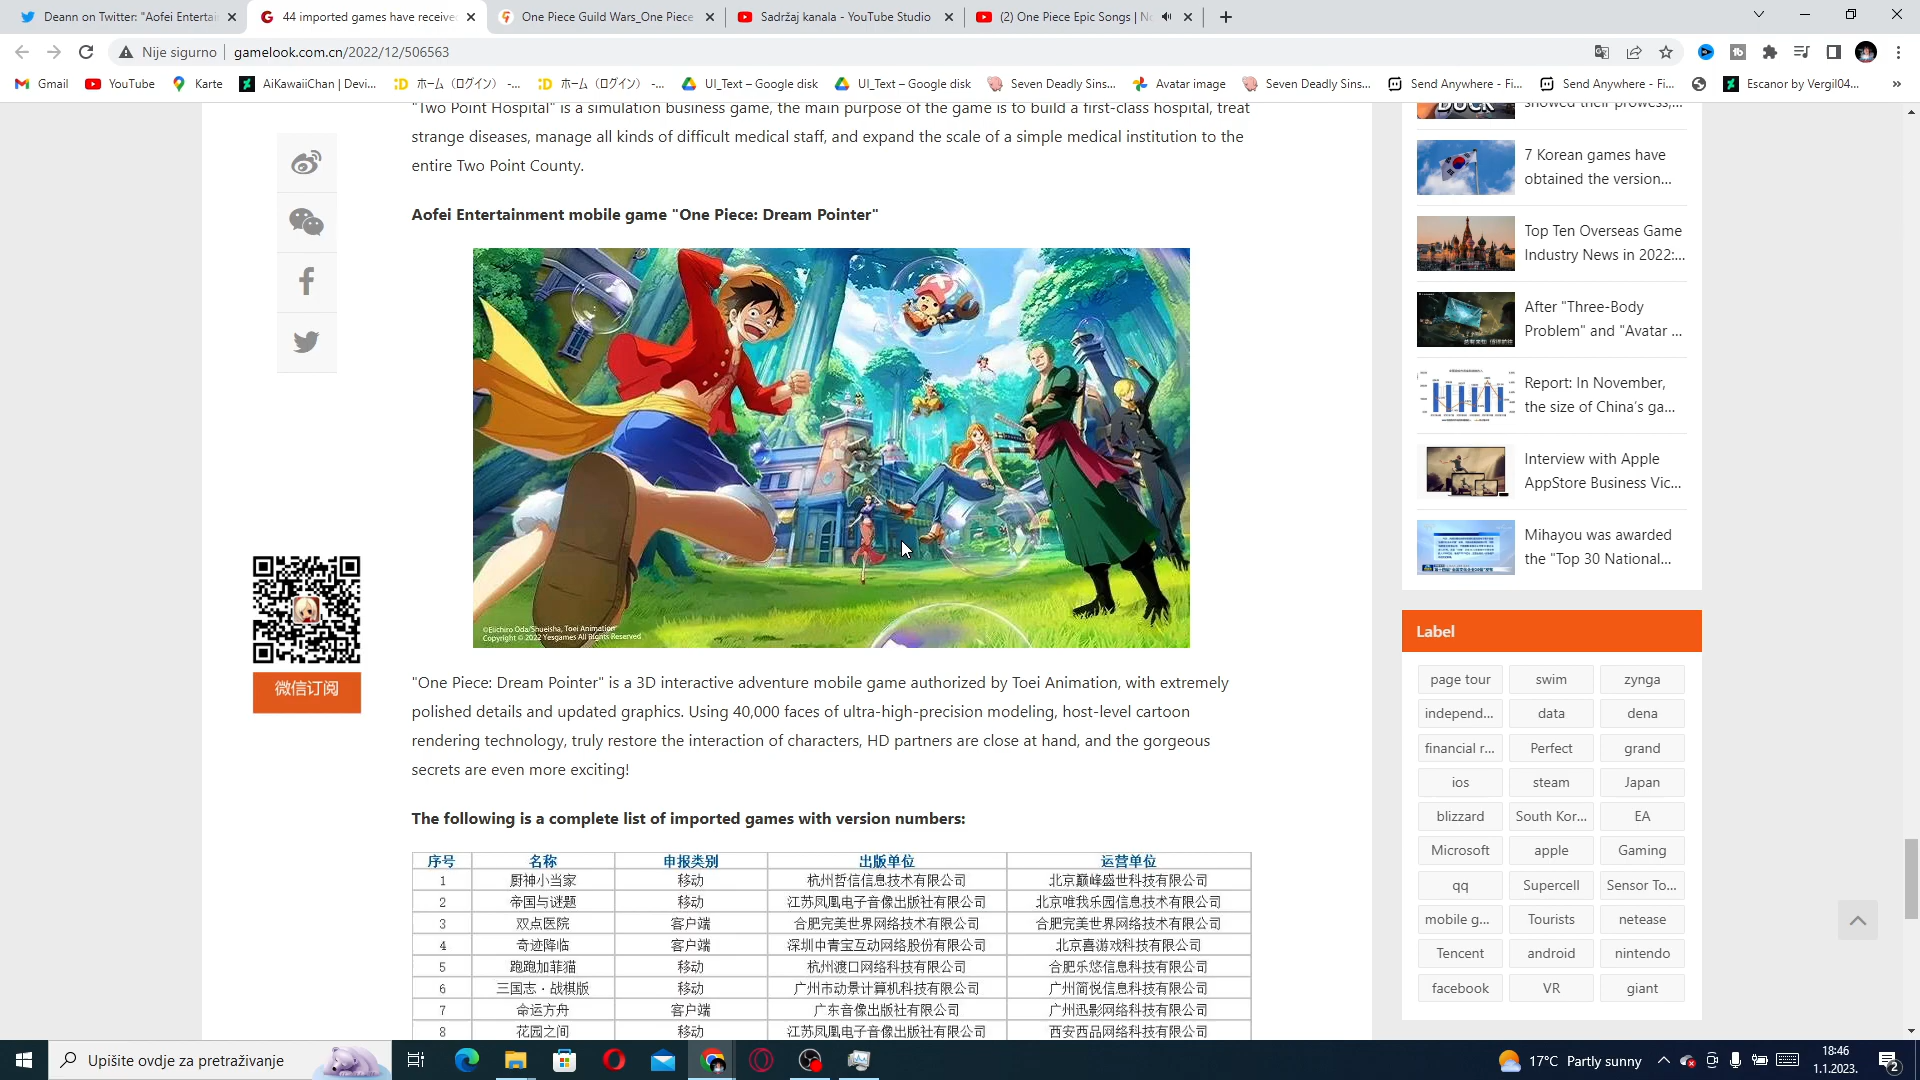 Deann on Twitter: "Aofei Entertai
44 imported games have receive
One Piece Guild Wars_One Piece
Sadržaj kanala - YouTube Studio
(2) One Piece Epic Songs | No
Nije sigurno
gamelook.com.cn/2022/12/506563
Gmail
YouTube
Karte
AiKawaiiChan | Devi...
ホーム（ログイン） -...
ホーム（ログイン） -...
UI_Text – Google disk
UI_Text – Google disk
Seven Deadly Sins...
Avatar image
Seven Deadly Sins...
Send Anywhere - Fi...
Send Anywhere - Fi...
Escanor by Vergil04...
»
"Two Point Hospital" is a simulation business game, the main purpose of the game is to build a first-class hospital, treat
strange diseases, manage all kinds of difficult medical staff, and expand the scale of a simple medical institution to the
entire Two Point County.
Aofei Entertainment mobile game "One Piece: Dream Pointer"
©Eiichiro Oda/Shueisha, Toei Animation
Copyright © 2022 Yesgames All Rights Reserved
"One Piece: Dream Pointer" is a 3D interactive adventure mobile game authorized by Toei Animation, with extremely
polished details and updated graphics. Using 40,000 faces of ultra-high-precision modeling, host-level cartoon
rendering technology, truly restore the interaction of characters, HD partners are close at hand, and the gorgeous
secrets are even more exciting!
The following is a complete list of imported games with version numbers:
序号 名称 申报类别 出版单位 运营单位
1 厨神小当家 移动 杭州哲信信息技术有限公司 北京巅峰盛世科技有限公司
2 帝国与谜题 移动 江苏凤凰电子音像出版社有限公司 北京唯我乐园信息技术有限公司
3 双点医院 客户端 合肥完美世界网络技术有限公司 合肥完美世界网络技术有限公司
4 奇迹降临 客户端 深圳中青宝互动网络股份有限公司 北京喜游戏科技有限公司
5 跑跑加菲猫 移动 杭州渡口网络科技有限公司 合肥乐悠信息科技有限公司
6 三国志・战棋版 移动 广州市动景计算机科技有限公司 广州简悦信息科技有限公司
7 命运方舟 客户端 广东音像出版社有限公司 广州迅影网络科技有限公司
8 花园之间 移动 江苏凤凰电子音像出版社有限公司 西安西品网络科技有限公司
微信订阅
DUCK
showed their prowess,...
7 Korean games have
obtained the version...
Top Ten Overseas Game
Industry News in 2022:...
After "Three-Body
Problem" and "Avatar ...
Report: In November,
the size of China's ga...
Interview with Apple
AppStore Business Vic...
Mihayou was awarded
the "Top 30 National...
Label
page tour swim zynga
independ... data dena
financial r... Perfect grand
ios steam Japan
blizzard South Kor... EA
Microsoft apple Gaming
qq Supercell Sensor To...
mobile g... Tourists netease
Tencent android nintendo
facebook VR giant
Upišite ovdje za pretraživanje
17°C Partly sunny
18:46
1.1.2023.
2